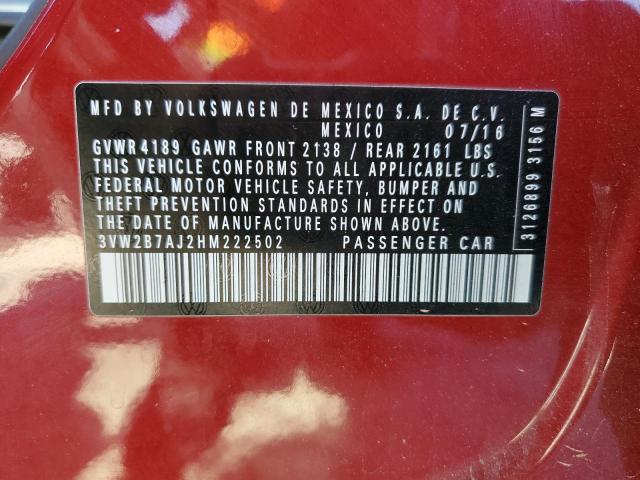 MFD BY VOLKSWAGEN DE MEXICO S.A. DE C.V.
MEXICO 07/16
GVWR 4189 GAWR FRONT 2138 / REAR 2161 LBS
THIS VEHICLE CONFORMS TO ALL APPLICABLE U.S.
FEDERAL MOTOR VEHICLE SAFETY, BUMPER AND
THEFT PREVENTION STANDARDS IN EFFECT ON
THE DATE OF MANUFACTURE SHOWN ABOVE.
3VW2B7AJ2HM222502 PASSENGER CAR
3126899 3156 M